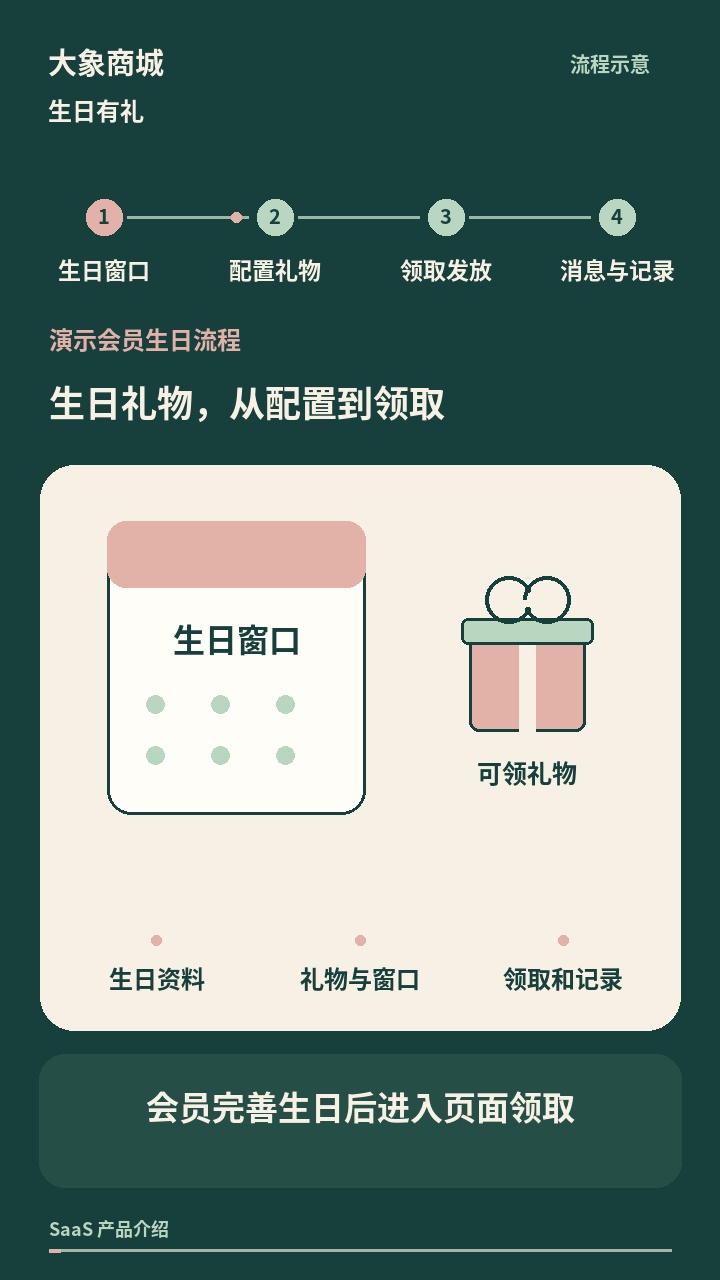 大象商城
流程示意
生日有礼
1
2
3
4
生日窗口
配置礼物
领取发放
消息与记录
演示会员生日流程
生日礼物，从配置到领取
生日窗口
可领礼物
生日资料
礼物与窗口
领取和记录
会员完善生日后进入页面领取
SaaS 产品介绍